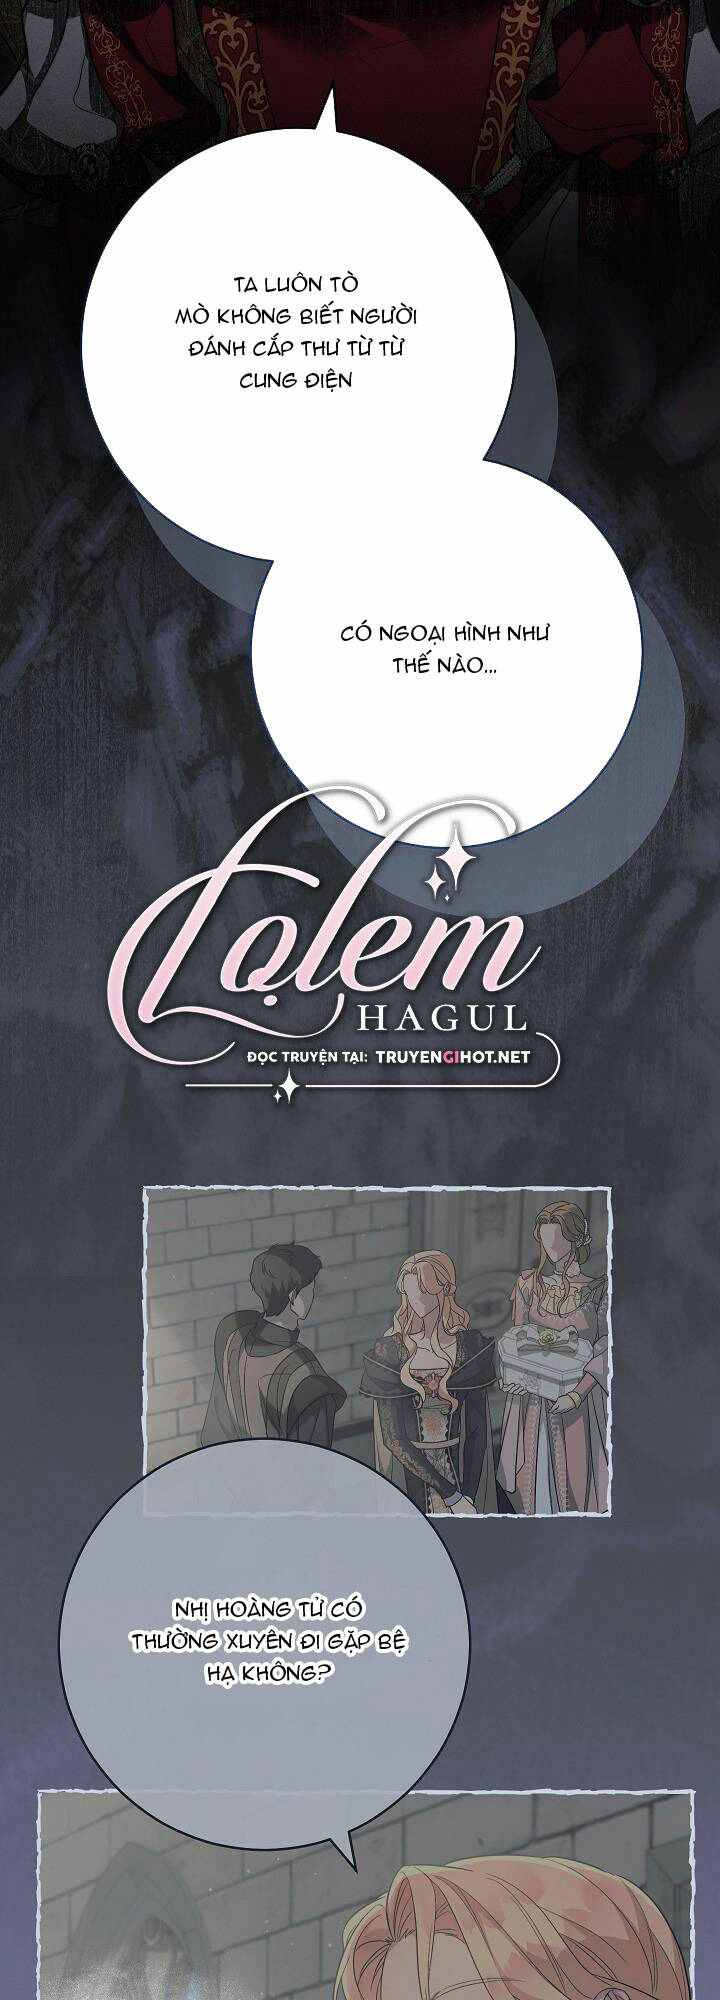 TA LUÔN TÒ
MÒ KHÔNG BIẾT NGƯỜI
ĐÁNH CẮP THƯ TỪ TỪ
CUNG ĐIỆN
CÓ NGOẠI HÌNH NHƯ
THẾ NÀO...
Lọlem
HAGUL
ĐỌC TRUYỆN TẠI: TRUYENGIHOT.NET
NHỊ HOÀNG TỬ CÓ
THƯỜNG XUYÊN ĐI GẶP BỆ
HẠ KHÔNG?